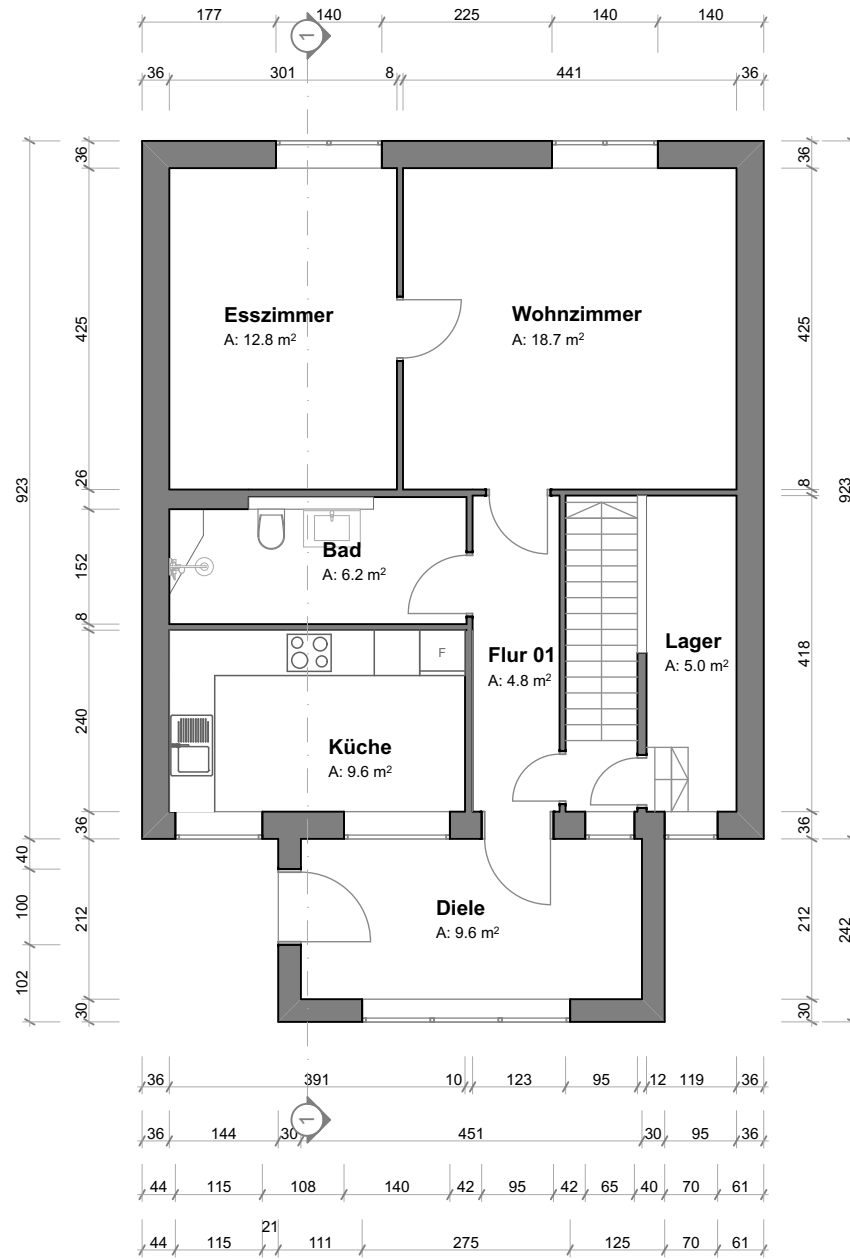 177 140 225 140 140
1
36 301 8 441 36
36 36
Esszimmer
A: 12.8 m²
Wohnzimmer
A: 18.7 m²
425 425
923 26 8 923
Bad
A: 6.2 m²
152
8
Flur 01
A: 4.8 m²
Lager
A: 5.0 m²
F
418
240
Küche
A: 9.6 m²
36 36
40
100
102
212
Diele
A: 9.6 m²
212
242
30 30
36 391 10 123 95 12 119 36
1
36 144 30 451 30 95 36
44 115 108 140 42 95 42 65 40 70 61
21
44 115 111 275 125 70 61